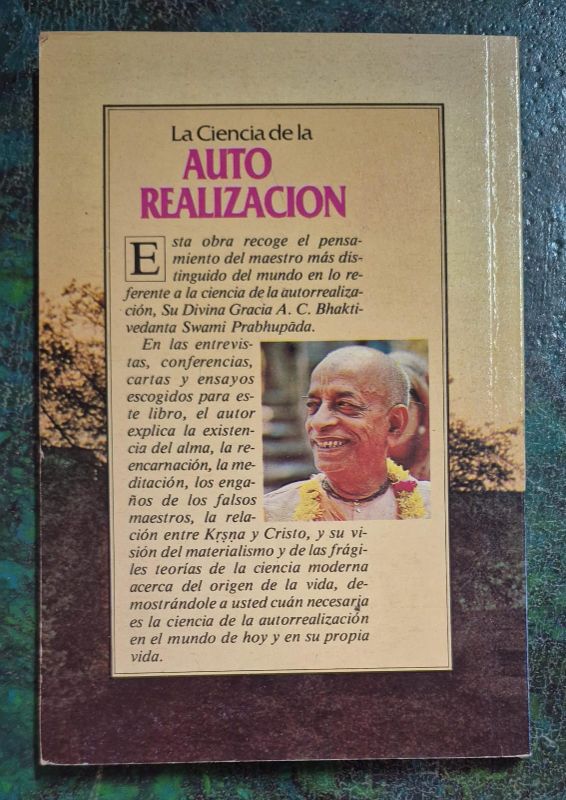 La Ciencia de la
AUTO
REALIZACION
Esta obra recoge el pensa-
miento del maestro más dis-
tinguido del mundo en lo re-
ferente a la ciencia de la autorrealiza-
ción, Su Divina Gracia A. C. Bhakti-
vedanta Swami Prabhupāda.
En las entrevis-
tas, conferencias,
cartas y ensayos
escogidos para es-
te libro, el autor
explica la existen-
cia del alma, la re-
encarnación, la me-
ditación, los enga-
ños de los falsos
maestros, la rela-
ción entre Kṛṣṇa y Cristo, y su vi-
sión del materialismo y de las frági-
les teorías de la ciencia moderna
acerca del origen de la vida, de-
mostrándole a usted cuán necesaria
es la ciencia de la autorrealización
en el mundo de hoy y en su propia
vida.